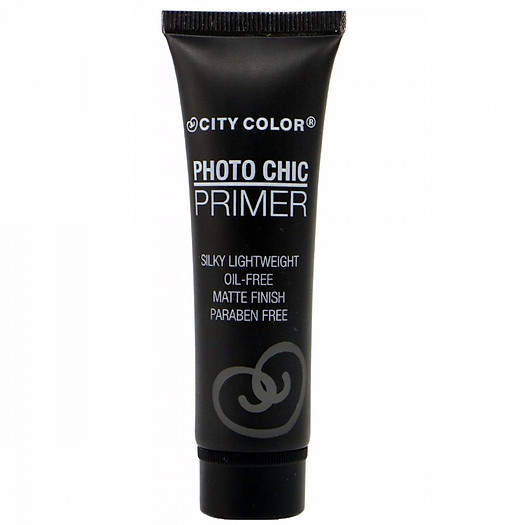 CITY COLOR®
PHOTO CHIC
PRIMER
SILKY LIGHTWEIGHT
OIL-FREE
MATTE FINISH
PARABEN FREE